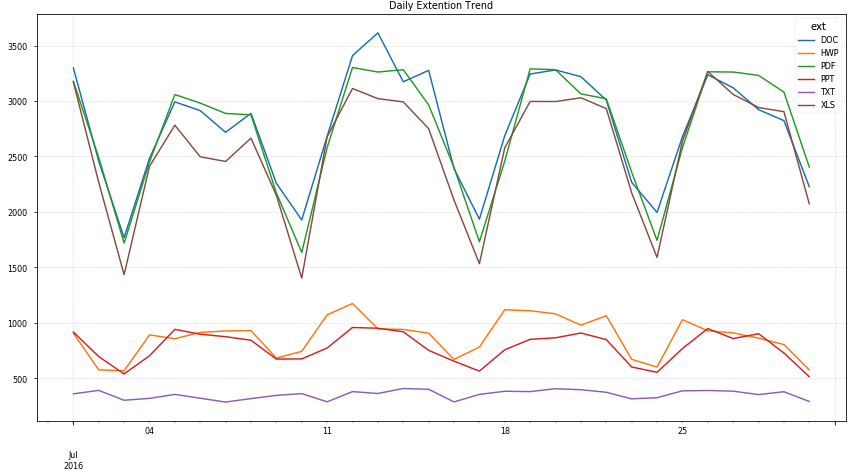 Daily Extention Trend
ext
DOC
HWP
PDF
PPT
TXT
XLS
3500
3000
2500
2000
1500
1000
500
04
11
18
25
Jul
2016